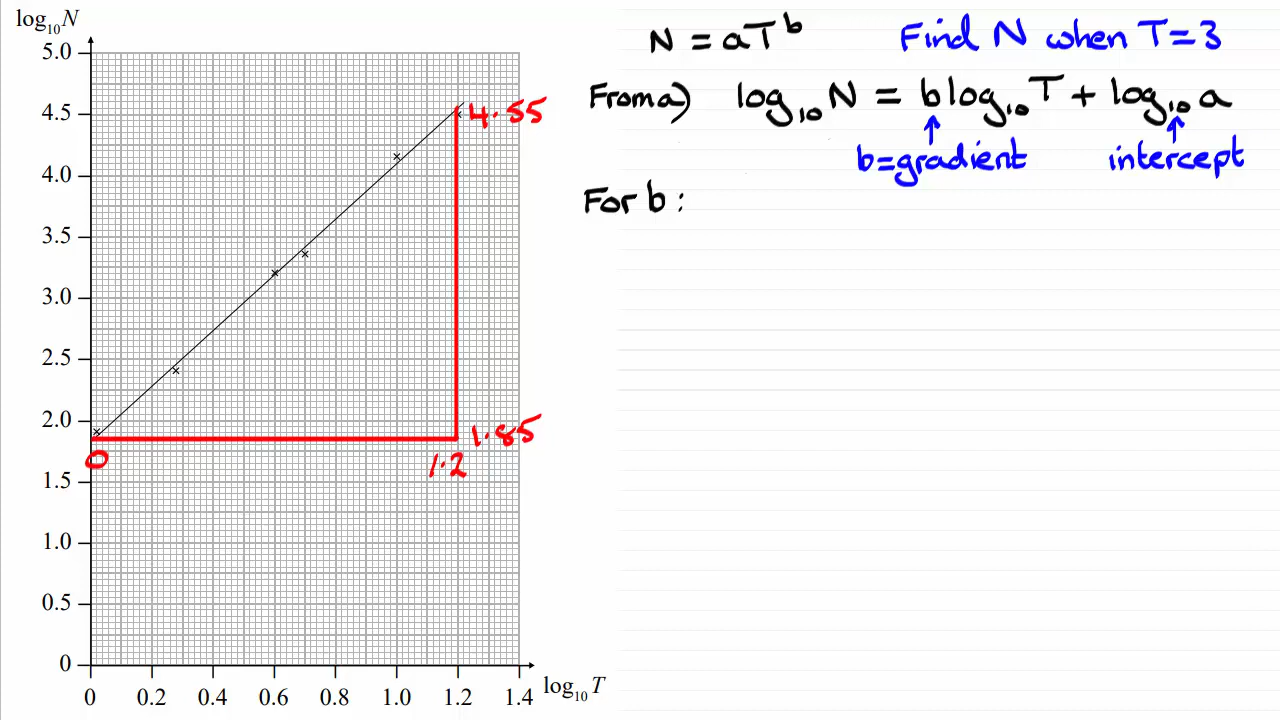 log₁₀N
5.0
4.5
4.0
3.5
3.0
2.5
2.0
1.5
1.0
0.5
0
0 0.2 0.4 0.6 0.8 1.0 1.2 1.4
log₁₀T
4.55
1.85
0
1.2
N = aTᵇ Find N when T=3
From a) log₁₀N = blog₁₀T + log₁₀a
b=gradient intercept
For b :